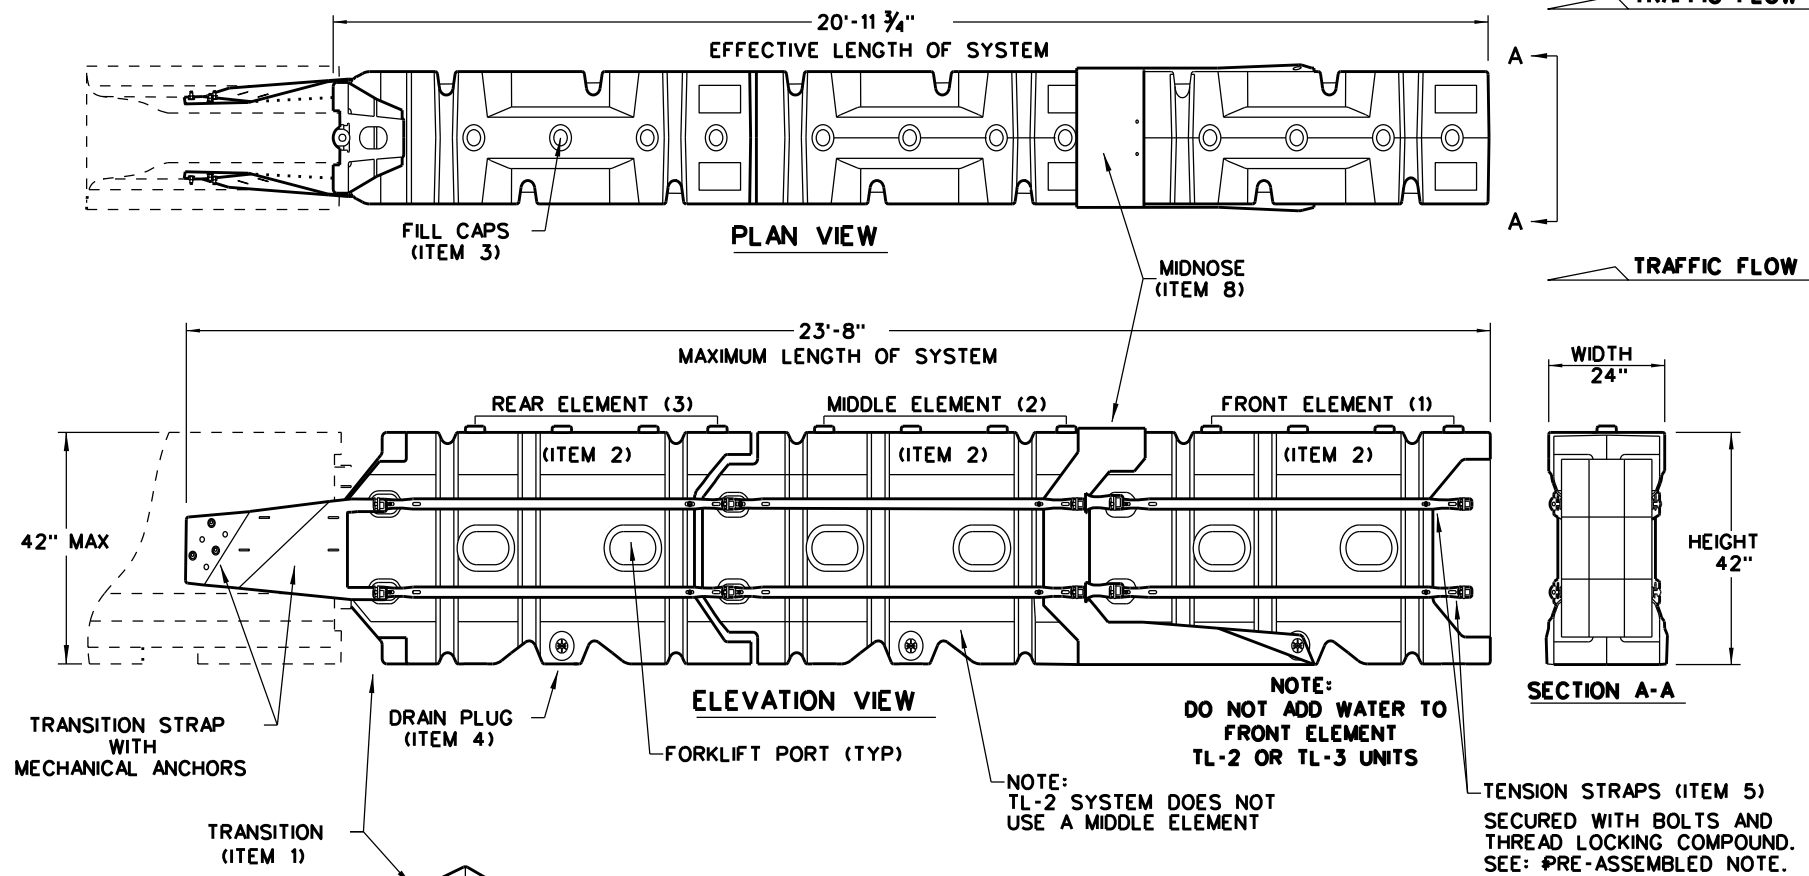 TRAFFIC FLOW
20'-11 ¾"
EFFECTIVE LENGTH OF SYSTEM
A
A
FILL CAPS
(ITEM 3)
PLAN VIEW
MIDNOSE
(ITEM 8)
TRAFFIC FLOW
23'-8"
MAXIMUM LENGTH OF SYSTEM
WIDTH
24"
REAR ELEMENT (3)
MIDDLE ELEMENT (2)
FRONT ELEMENT (1)
(ITEM 2)
(ITEM 2)
(ITEM 2)
42" MAX
HEIGHT
42"
SECTION A-A
ELEVATION VIEW
NOTE:
DO NOT ADD WATER TO
FRONT ELEMENT
TL-2 OR TL-3 UNITS
TRANSITION STRAP
WITH
MECHANICAL ANCHORS
DRAIN PLUG
(ITEM 4)
FORKLIFT PORT (TYP)
NOTE:
TL-2 SYSTEM DOES NOT
USE A MIDDLE ELEMENT
TENSION STRAPS (ITEM 5)
SECURED WITH BOLTS AND
THREAD LOCKING COMPOUND.
SEE: *PRE-ASSEMBLED NOTE.
TRANSITION
(ITEM 1)